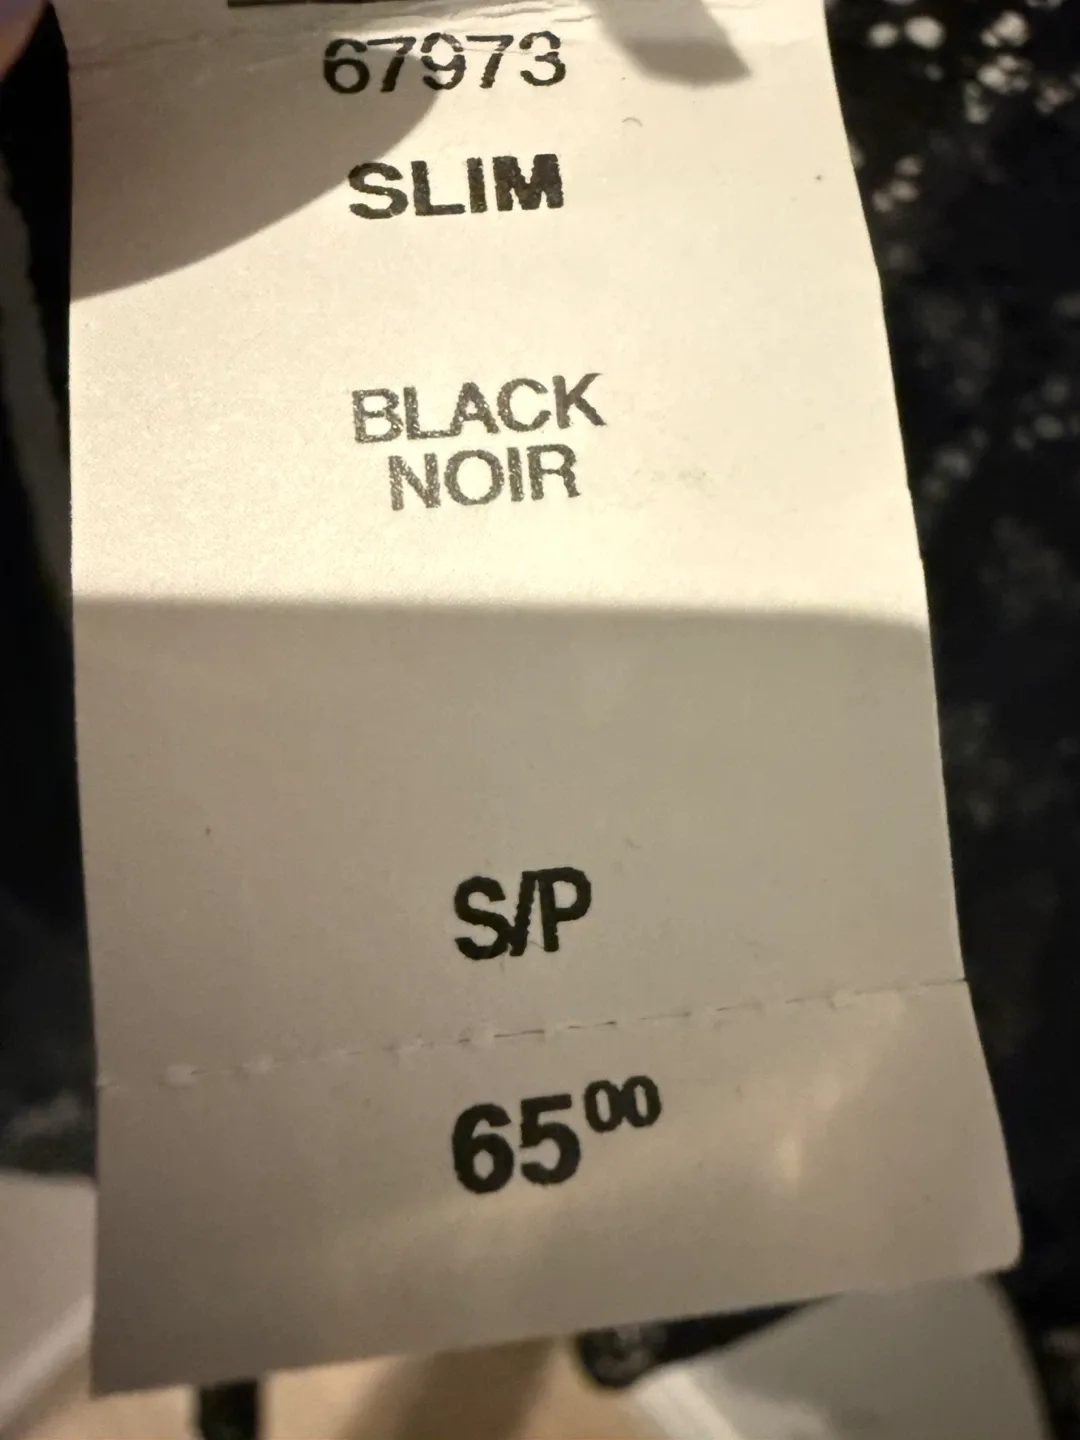 67973
SLIM
BLACK
NOIR
S/P
65⁰⁰